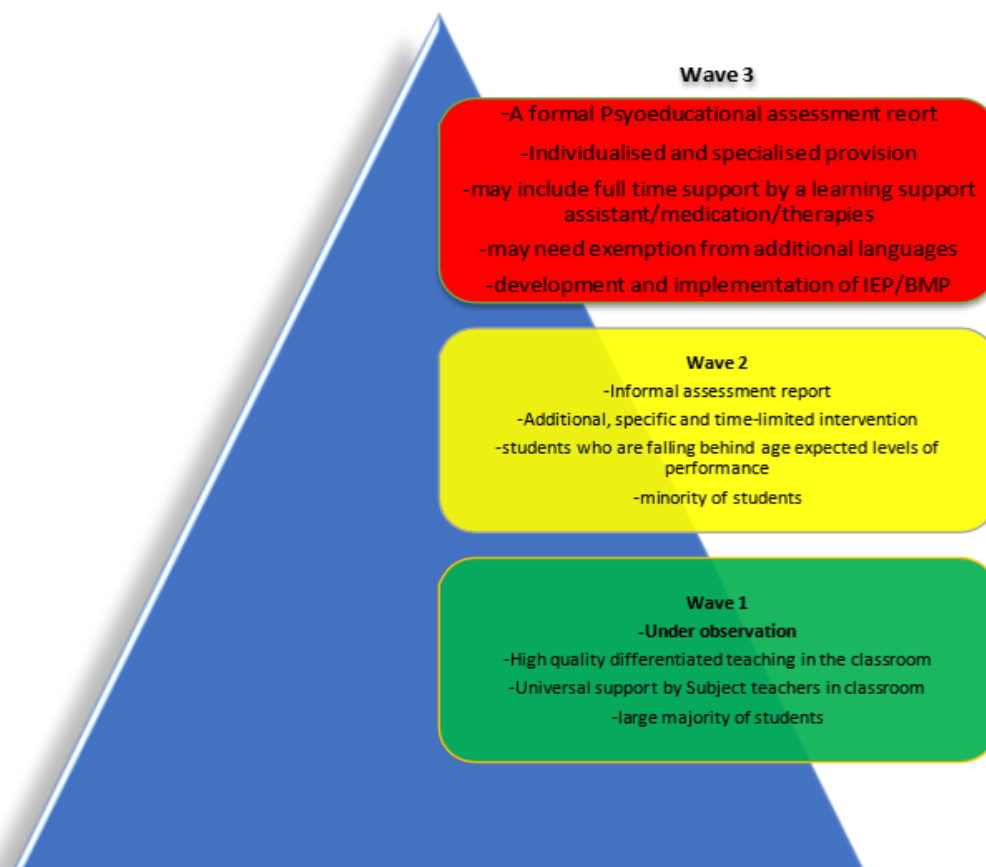 Wave 3
-A formal Psyoeducational assessment reort
-Individualised and specialised provision
-may include full time support by a learning support
assistant/medication/therapies
-may need exemption from additional languages
-development and implementation of IEP/BMP
Wave 2
-Informal assessment report
-Additional, specific and time-limited intervention
-students who are falling behind age expected levels of
performance
-minority of students
Wave 1
-Under observation
-High quality differentiated teaching in the classroom
-Universal support by Subject teachers in classroom
-large majority of students